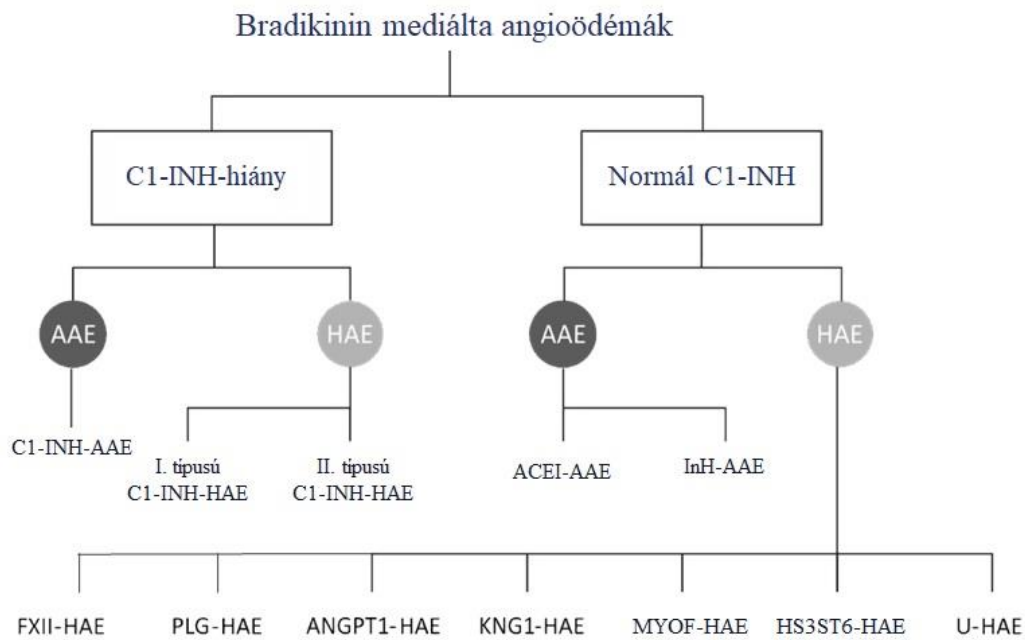 Bradikinin mediálta angioödémák
C1-INH-hiány
Normál C1-INH
AAE
HAE
AAE
HAE
C1-INH-AAE
I. típusú
C1-INH-HAE
II. típusú
C1-INH-HAE
ACEI-AAE
InH-AAE
FXII-HAE
PLG-HAE
ANGPT1-HAE
KNG1-HAE
MYOF-HAE
HS3ST6-HAE
U-HAE